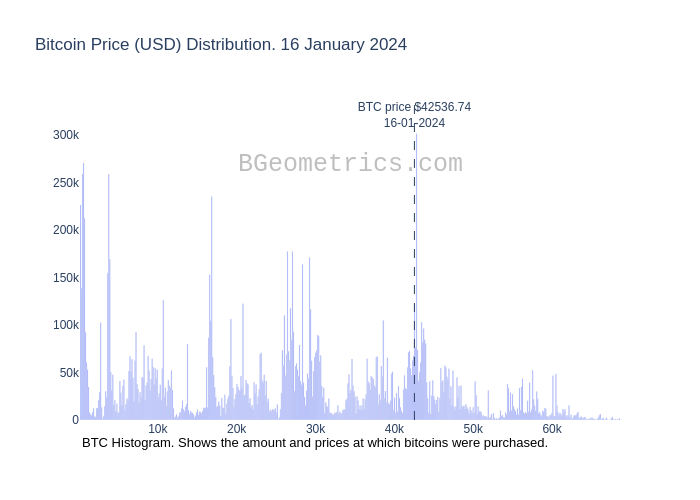 Bitcoin Price (USD) Distribution. 16 January 2024
BTC price $42536.74
16-01-2024
BGeometrics.com
300k
250k
200k
150k
100k
50k
0
10k 20k 30k 40k 50k 60k
BTC Histogram. Shows the amount and prices at which bitcoins were purchased.